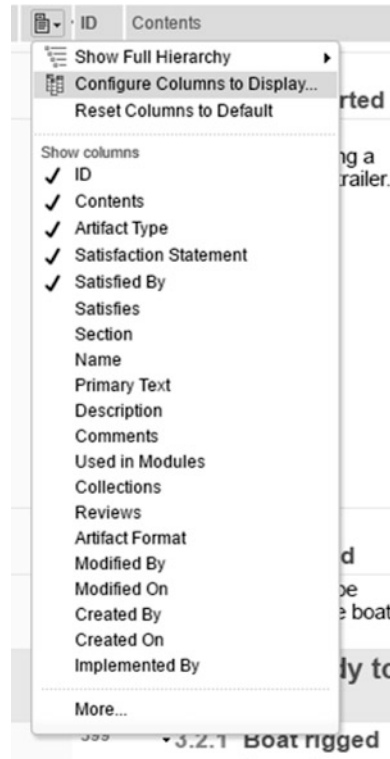 ID Contents
Show Full Hierarchy
Configure Columns to Display...
Reset Columns to Default
rted
Show columns
ng a
ID
railer.
Contents
Artifact Type
Satisfaction Statement
Satisfied By
Satisfies
Section
Name
Primary Text
Description
Comments
Used in Modules
Collections
Reviews
Artifact Format
d
Modified By
Modified On
be
Created By
e boat
Created On
Implemented By
dy to
More...
599 3.2.1 Boat rigged